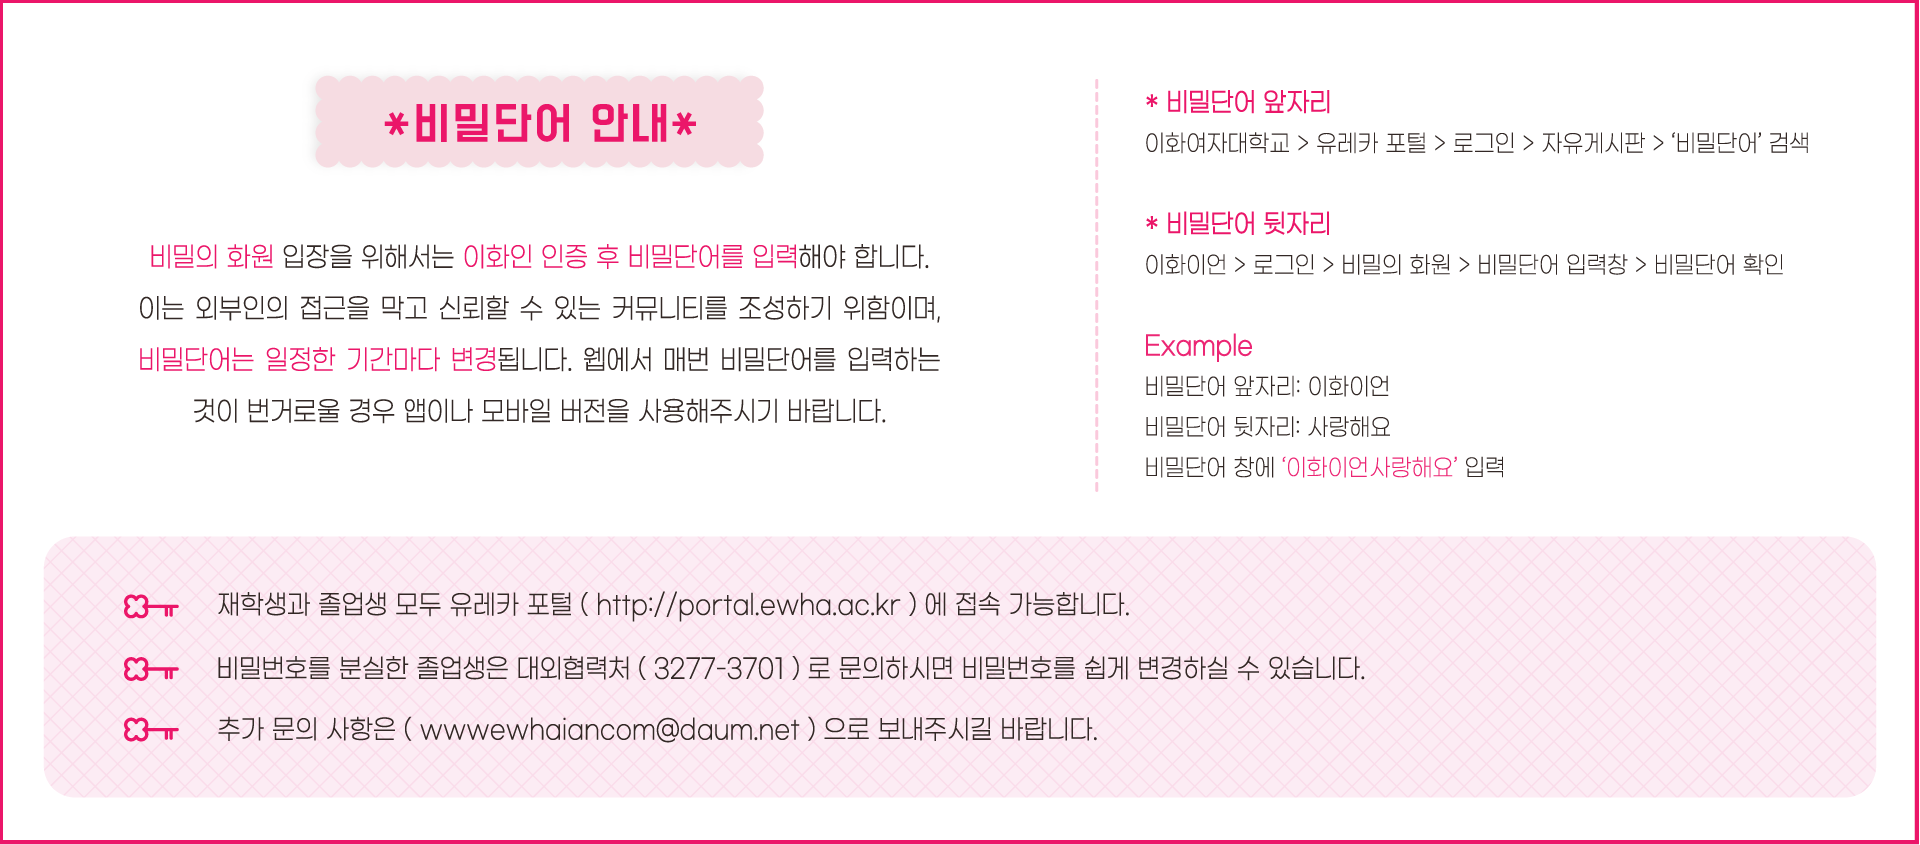 *비밀단어 안내*
비밀의 화원 입장을 위해서는 이화인 인증 후 비밀단어를 입력해야 합니다.
이는 외부인의 접근을 막고 신뢰할 수 있는 커뮤니티를 조성하기 위함이며,
비밀단어는 일정한 기간마다 변경됩니다. 웹에서 매번 비밀단어를 입력하는
것이 번거로울 경우 앱이나 모바일 버전을 사용해주시기 바랍니다.
* 비밀단어 앞자리
이화여자대학교 > 유레카 포털 > 로그인 > 자유게시판 > ‘비밀단어’ 검색
* 비밀단어 뒷자리
이화이언 > 로그인 > 비밀의 화원 > 비밀단어 입력창 > 비밀단어 확인
Example
비밀단어 앞자리: 이화이언
비밀단어 뒷자리: 사랑해요
비밀단어 창에 ‘이화이언사랑해요’ 입력
재학생과 졸업생 모두 유레카 포털 ( http://portal.ewha.ac.kr ) 에 접속 가능합니다.
비밀번호를 분실한 졸업생은 대외협력처 ( 3277-3701 ) 로 문의하시면 비밀번호를 쉽게 변경하실 수 있습니다.
추가 문의 사항은 ( wwwewhaiancom@daum.net ) 으로 보내주시길 바랍니다.